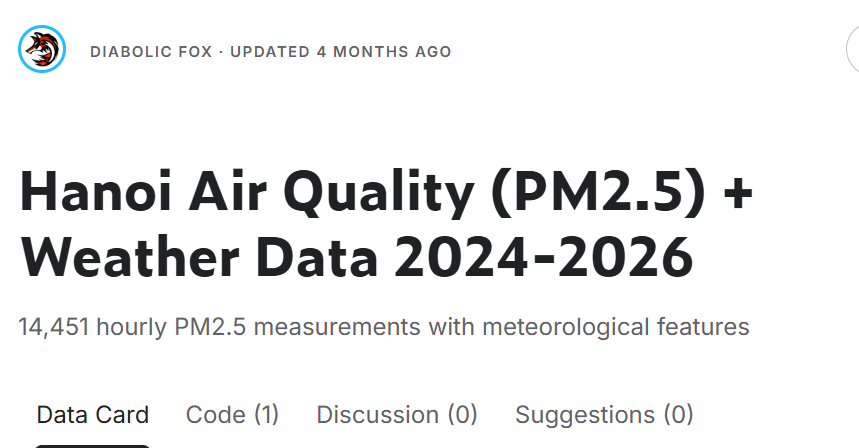 DIABOLIC FOX · UPDATED 4 MONTHS AGO
Hanoi Air Quality (PM2.5) +
Weather Data 2024-2026
14,451 hourly PM2.5 measurements with meteorological features
Data Card Code (1) Discussion (0) Suggestions (0)